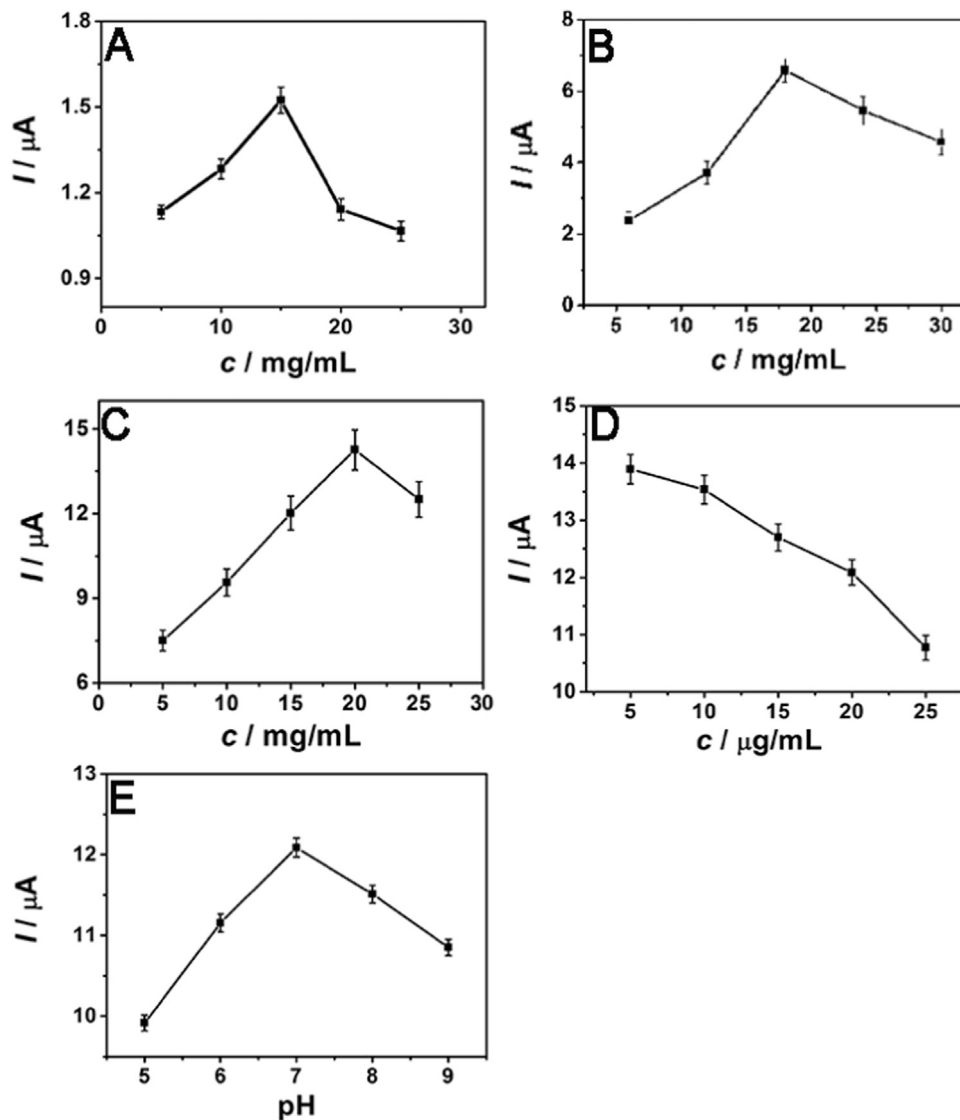 A
I / μA
1.8
1.5
1.2
0.9
0 10 20 30
c / mg/mL
B
I / μA
8
6
4
2
0
5 10 15 20 25 30
c / mg/mL
C
I / μA
15
12
9
6
0 5 10 15 20 25 30
c / mg/mL
D
I / μA
15
14
13
12
11
10
5 10 15 20 25
c / μg/mL
E
I / μA
13
12
11
10
5 6 7 8 9
pH